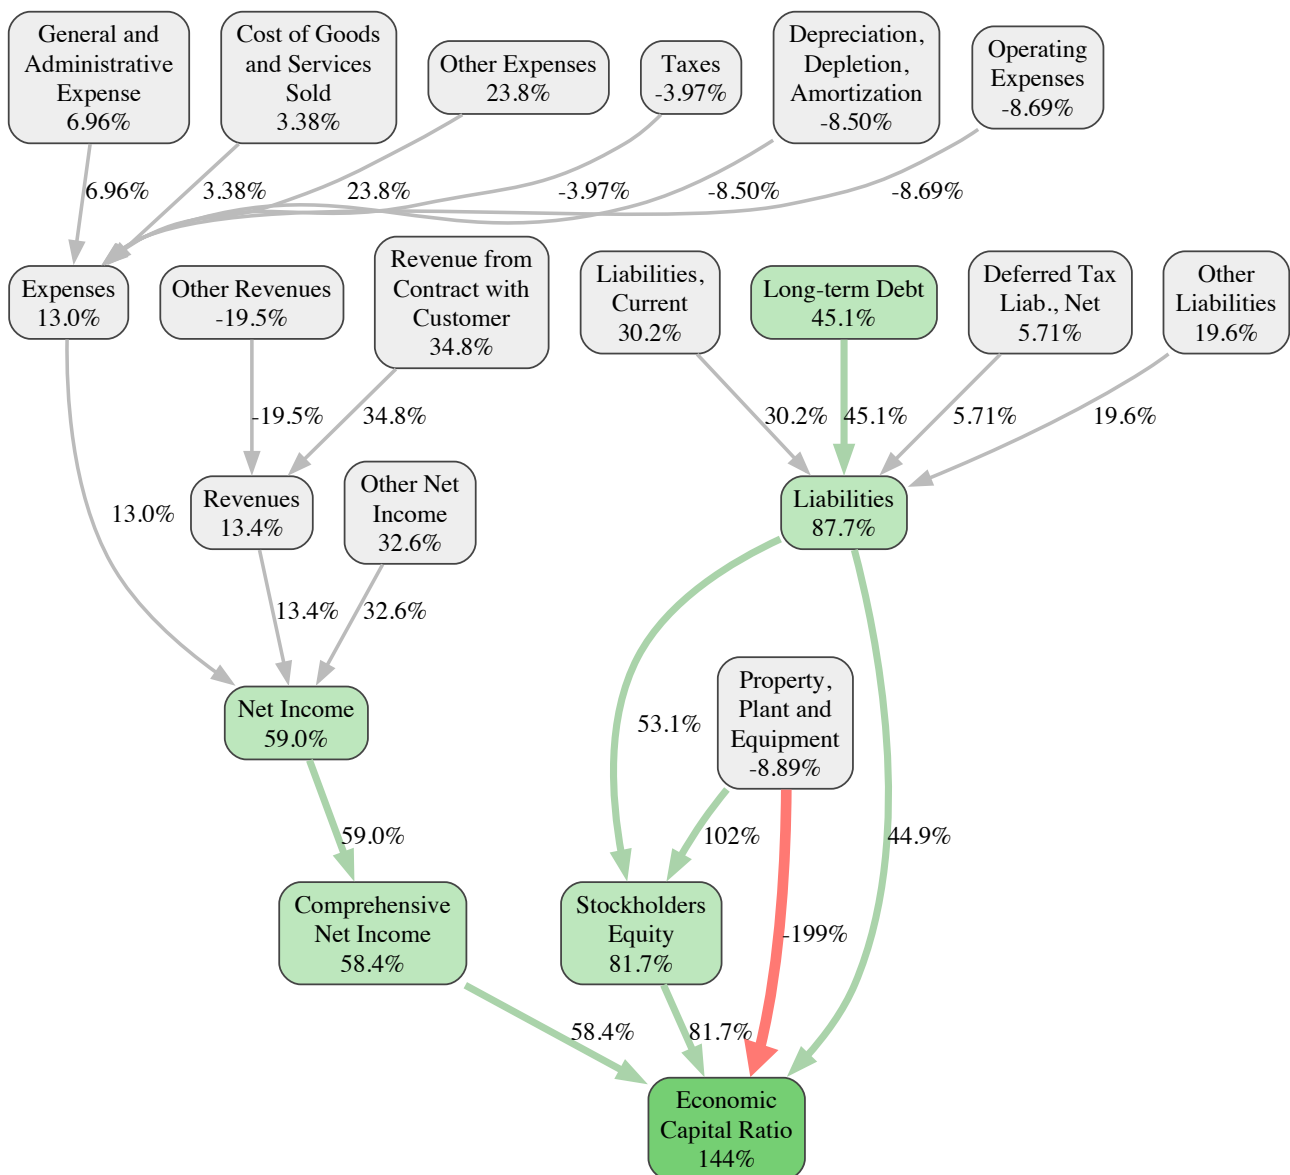 General and
Administrative
Expense
6.96%
Cost of Goods
and Services
Sold
3.38%
Other Expenses
23.8%
Taxes
-3.97%
Depreciation,
Depletion,
Amortization
-8.50%
Operating
Expenses
-8.69%
6.96%
3.38%
23.8%
-3.97%
-8.50%
-8.69%
Expenses
13.0%
Other Revenues
-19.5%
Revenue from
Contract with
Customer
34.8%
Liabilities,
Current
30.2%
Long-term Debt
45.1%
Deferred Tax
Liab., Net
5.71%
Other
Liabilities
19.6%
-19.5%
34.8%
30.2%
45.1%
5.71%
19.6%
13.0%
Revenues
13.4%
Other Net
Income
32.6%
Liabilities
87.7%
13.4%
32.6%
Net Income
59.0%
53.1%
Property,
Plant and
Equipment
-8.89%
59.0%
102%
44.9%
Comprehensive
Net Income
58.4%
Stockholders
Equity
81.7%
-199%
58.4%
81.7%
Economic
Capital Ratio
144%